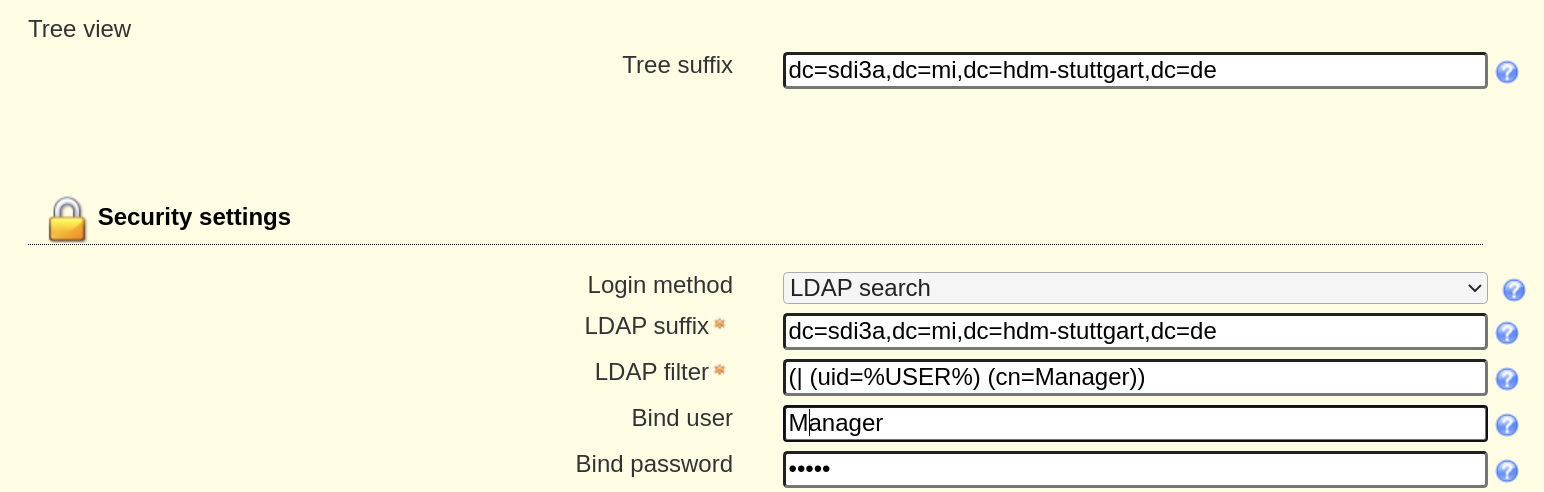 Tree view
Tree suffix dc=sdi3a,dc=mi,dc=hdm-stuttgart,dc=de
Security settings
Login method LDAP search
LDAP suffix* dc=sdi3a,dc=mi,dc=hdm-stuttgart,dc=de
LDAP filter* (| (uid=%USER%) (cn=Manager))
Bind user Manager
Bind password •••••